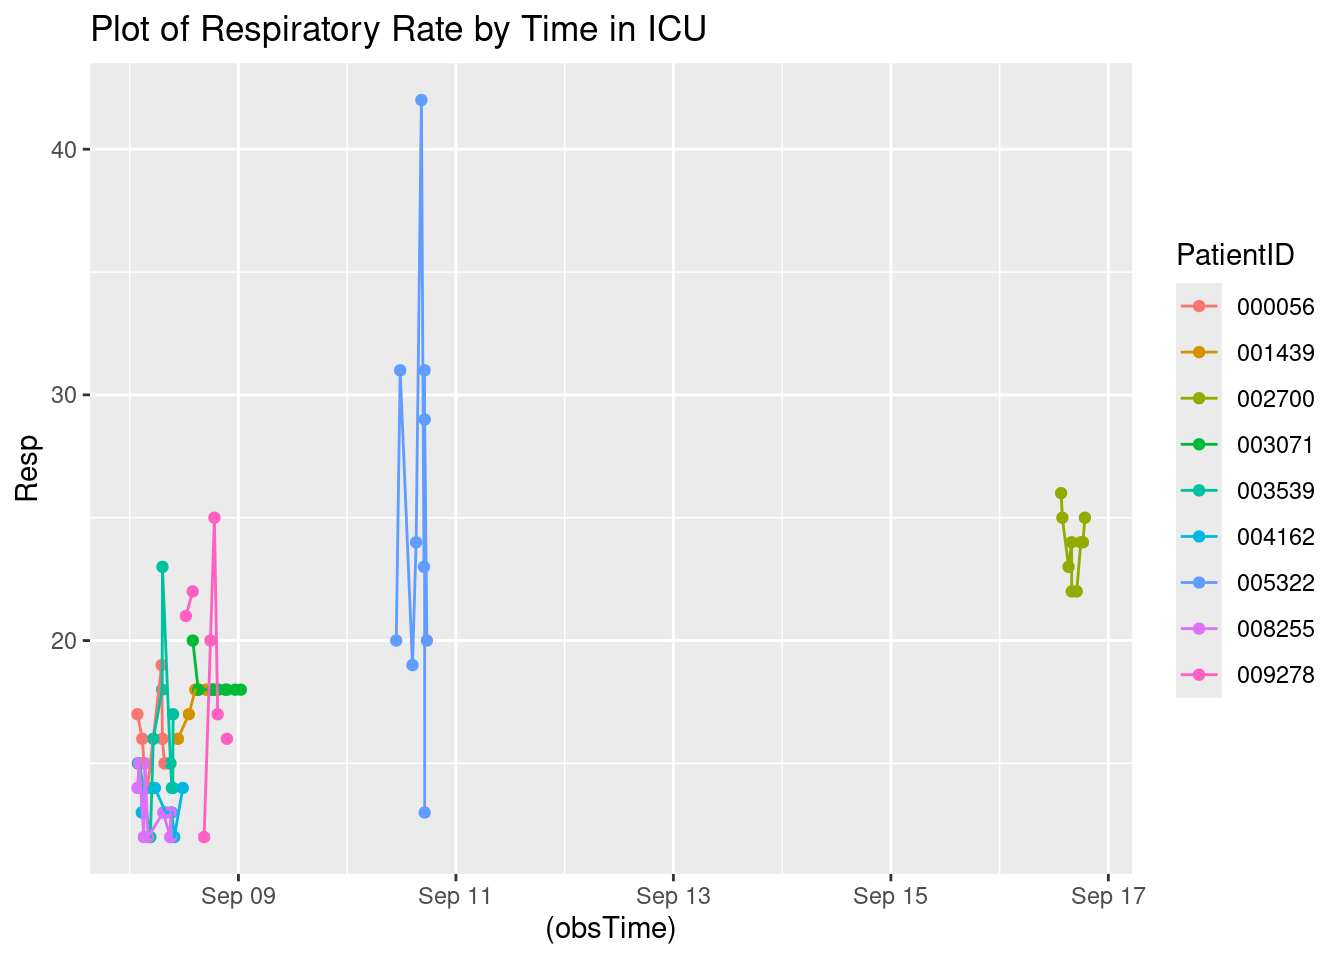 Plot of Respiratory Rate by Time in ICU
40
30
20
Resp
Sep 09
Sep 11
Sep 13
Sep 15
Sep 17
(obsTime)
PatientID
000056
001439
002700
003071
003539
004162
005322
008255
009278